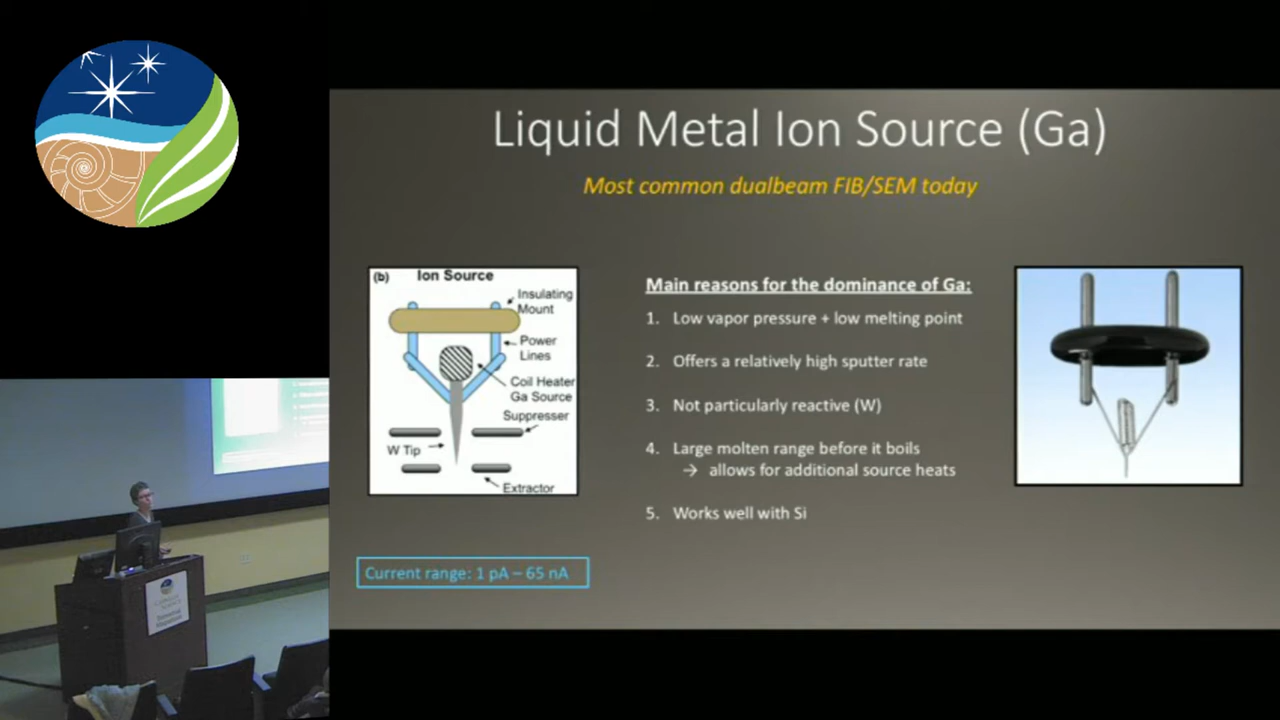 Liquid Metal Ion Source (Ga)
Most common dualbeam FIB/SEM today
(b) Ion Source
Insulating
Mount
Power
Lines
Coil Heater
Ga Source
Suppresser
W Tip
Extractor
Main reasons for the dominance of Ga:
1. Low vapor pressure + low melting point
2. Offers a relatively high sputter rate
3. Not particularly reactive (W)
4. Large molten range before it boils
→ allows for additional source heats
5. Works well with Si
Current range: 1 pA – 65 nA